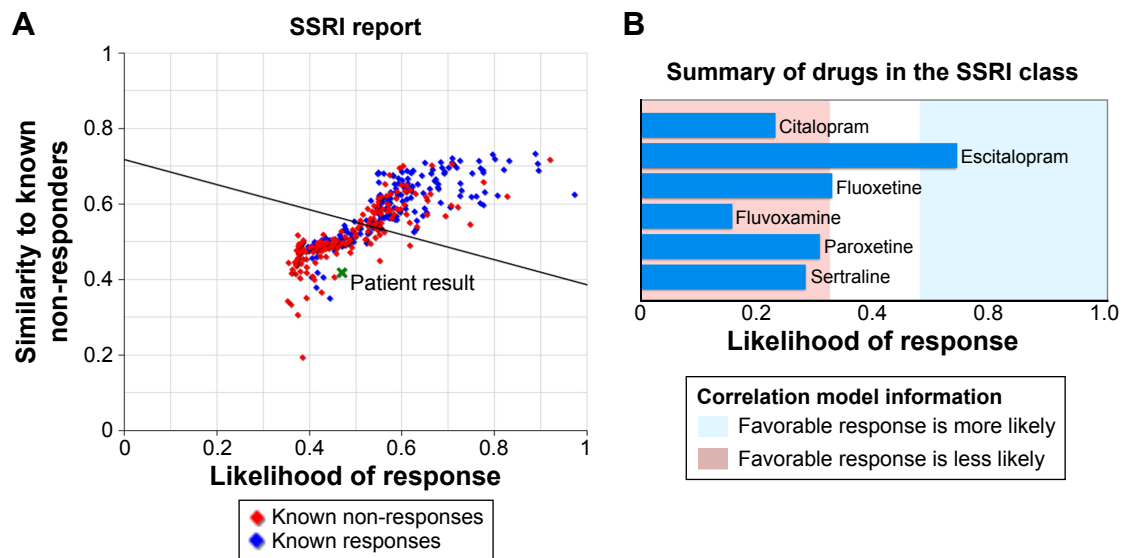 A
SSRI report
Similarity to known
non-responders
1
0.8
0.6
0.4
0.2
0
Patient result
0
0.2
0.4
0.6
0.8
1
Likelihood of response
Known non-responses
Known responses
B
Summary of drugs in the SSRI class
Citalopram
Escitalopram
Fluoxetine
Fluvoxamine
Paroxetine
Sertraline
0
0.2
0.4
0.8
1.0
Likelihood of response
Correlation model information
Favorable response is more likely
Favorable response is less likely